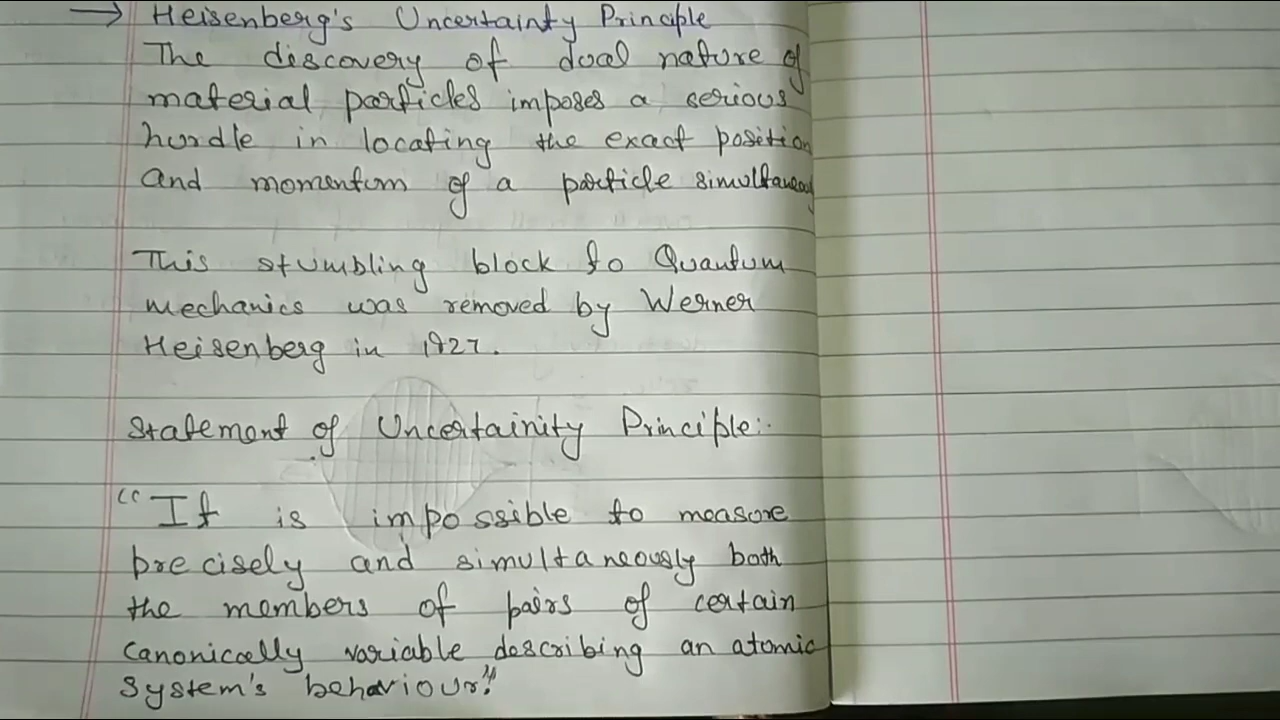 → Heisenberg's Uncertainty Principle
The discovery of dual nature of
material particles imposes a serious
hurdle in locating the exact position
and momentum of a particle simultaneously
This stumbling block to Quantum
mechanics was removed by Werner
Heisenberg in 1927.
Statement of Uncertainity Principle:-
"It is impossible to measure
precisely and simultaneously both
the members of pairs of certain
canonically variable describing an atomic
system's behaviour."